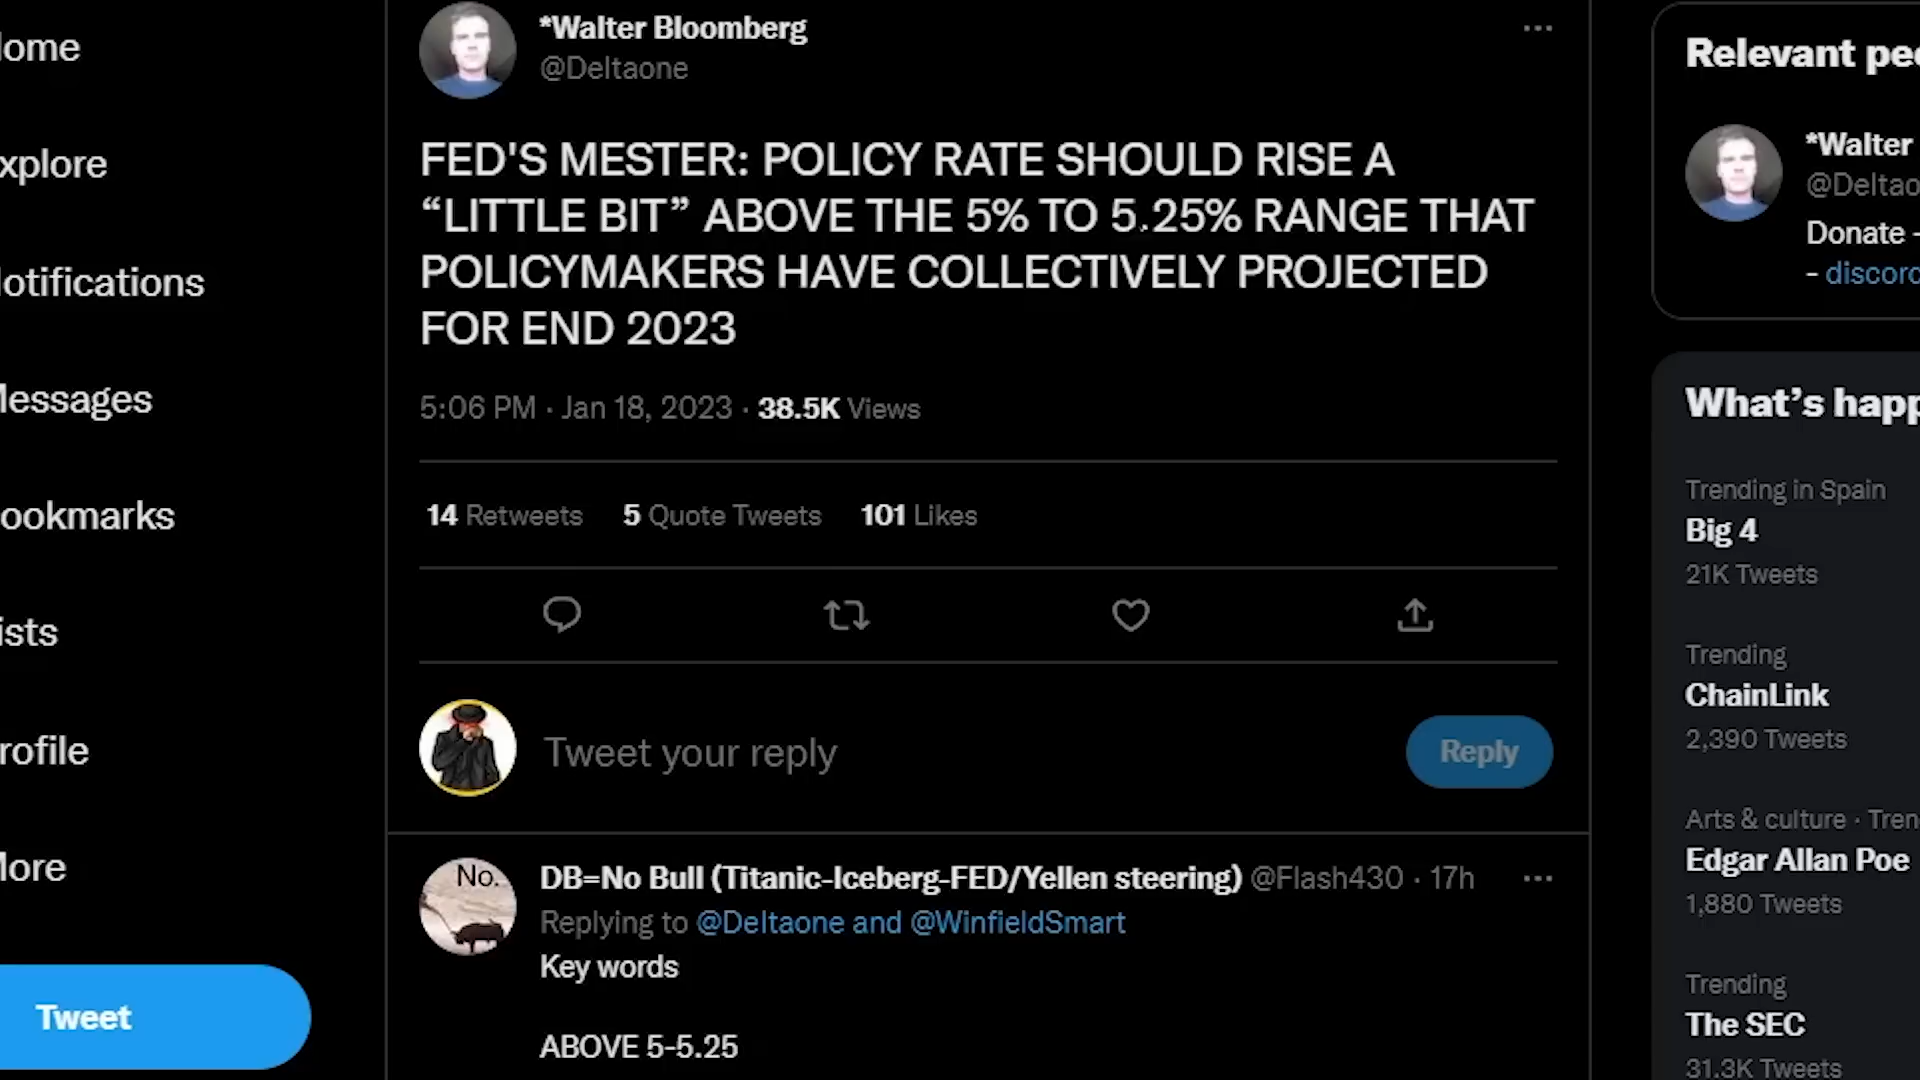 ome
xplore
otifications
essages
ookmarks
ists
rofile
ore
Tweet
*Walter Bloomberg
@Deltaone
FED'S MESTER: POLICY RATE SHOULD RISE A
“LITTLE BIT” ABOVE THE 5% TO 5.25% RANGE THAT
POLICYMAKERS HAVE COLLECTIVELY PROJECTED
FOR END 2023
5:06 PM · Jan 18, 2023 · 38.5K Views
14 Retweets 5 Quote Tweets 101 Likes
Tweet your reply
Reply
No.
DB=No Bull (Titanic-Iceberg-FED/Yellen steering) @Flash430 · 17h
Replying to @Deltaone and @WinfieldSmart
Key words
ABOVE 5-5.25
Relevant pe
*Walter
@Deltao
Donate -
- discord
What’s happ
Trending in Spain
Big 4
21K Tweets
Trending
ChainLink
2,390 Tweets
Arts & culture · Tren
Edgar Allan Poe
1,880 Tweets
Trending
The SEC
31.3K Tweets